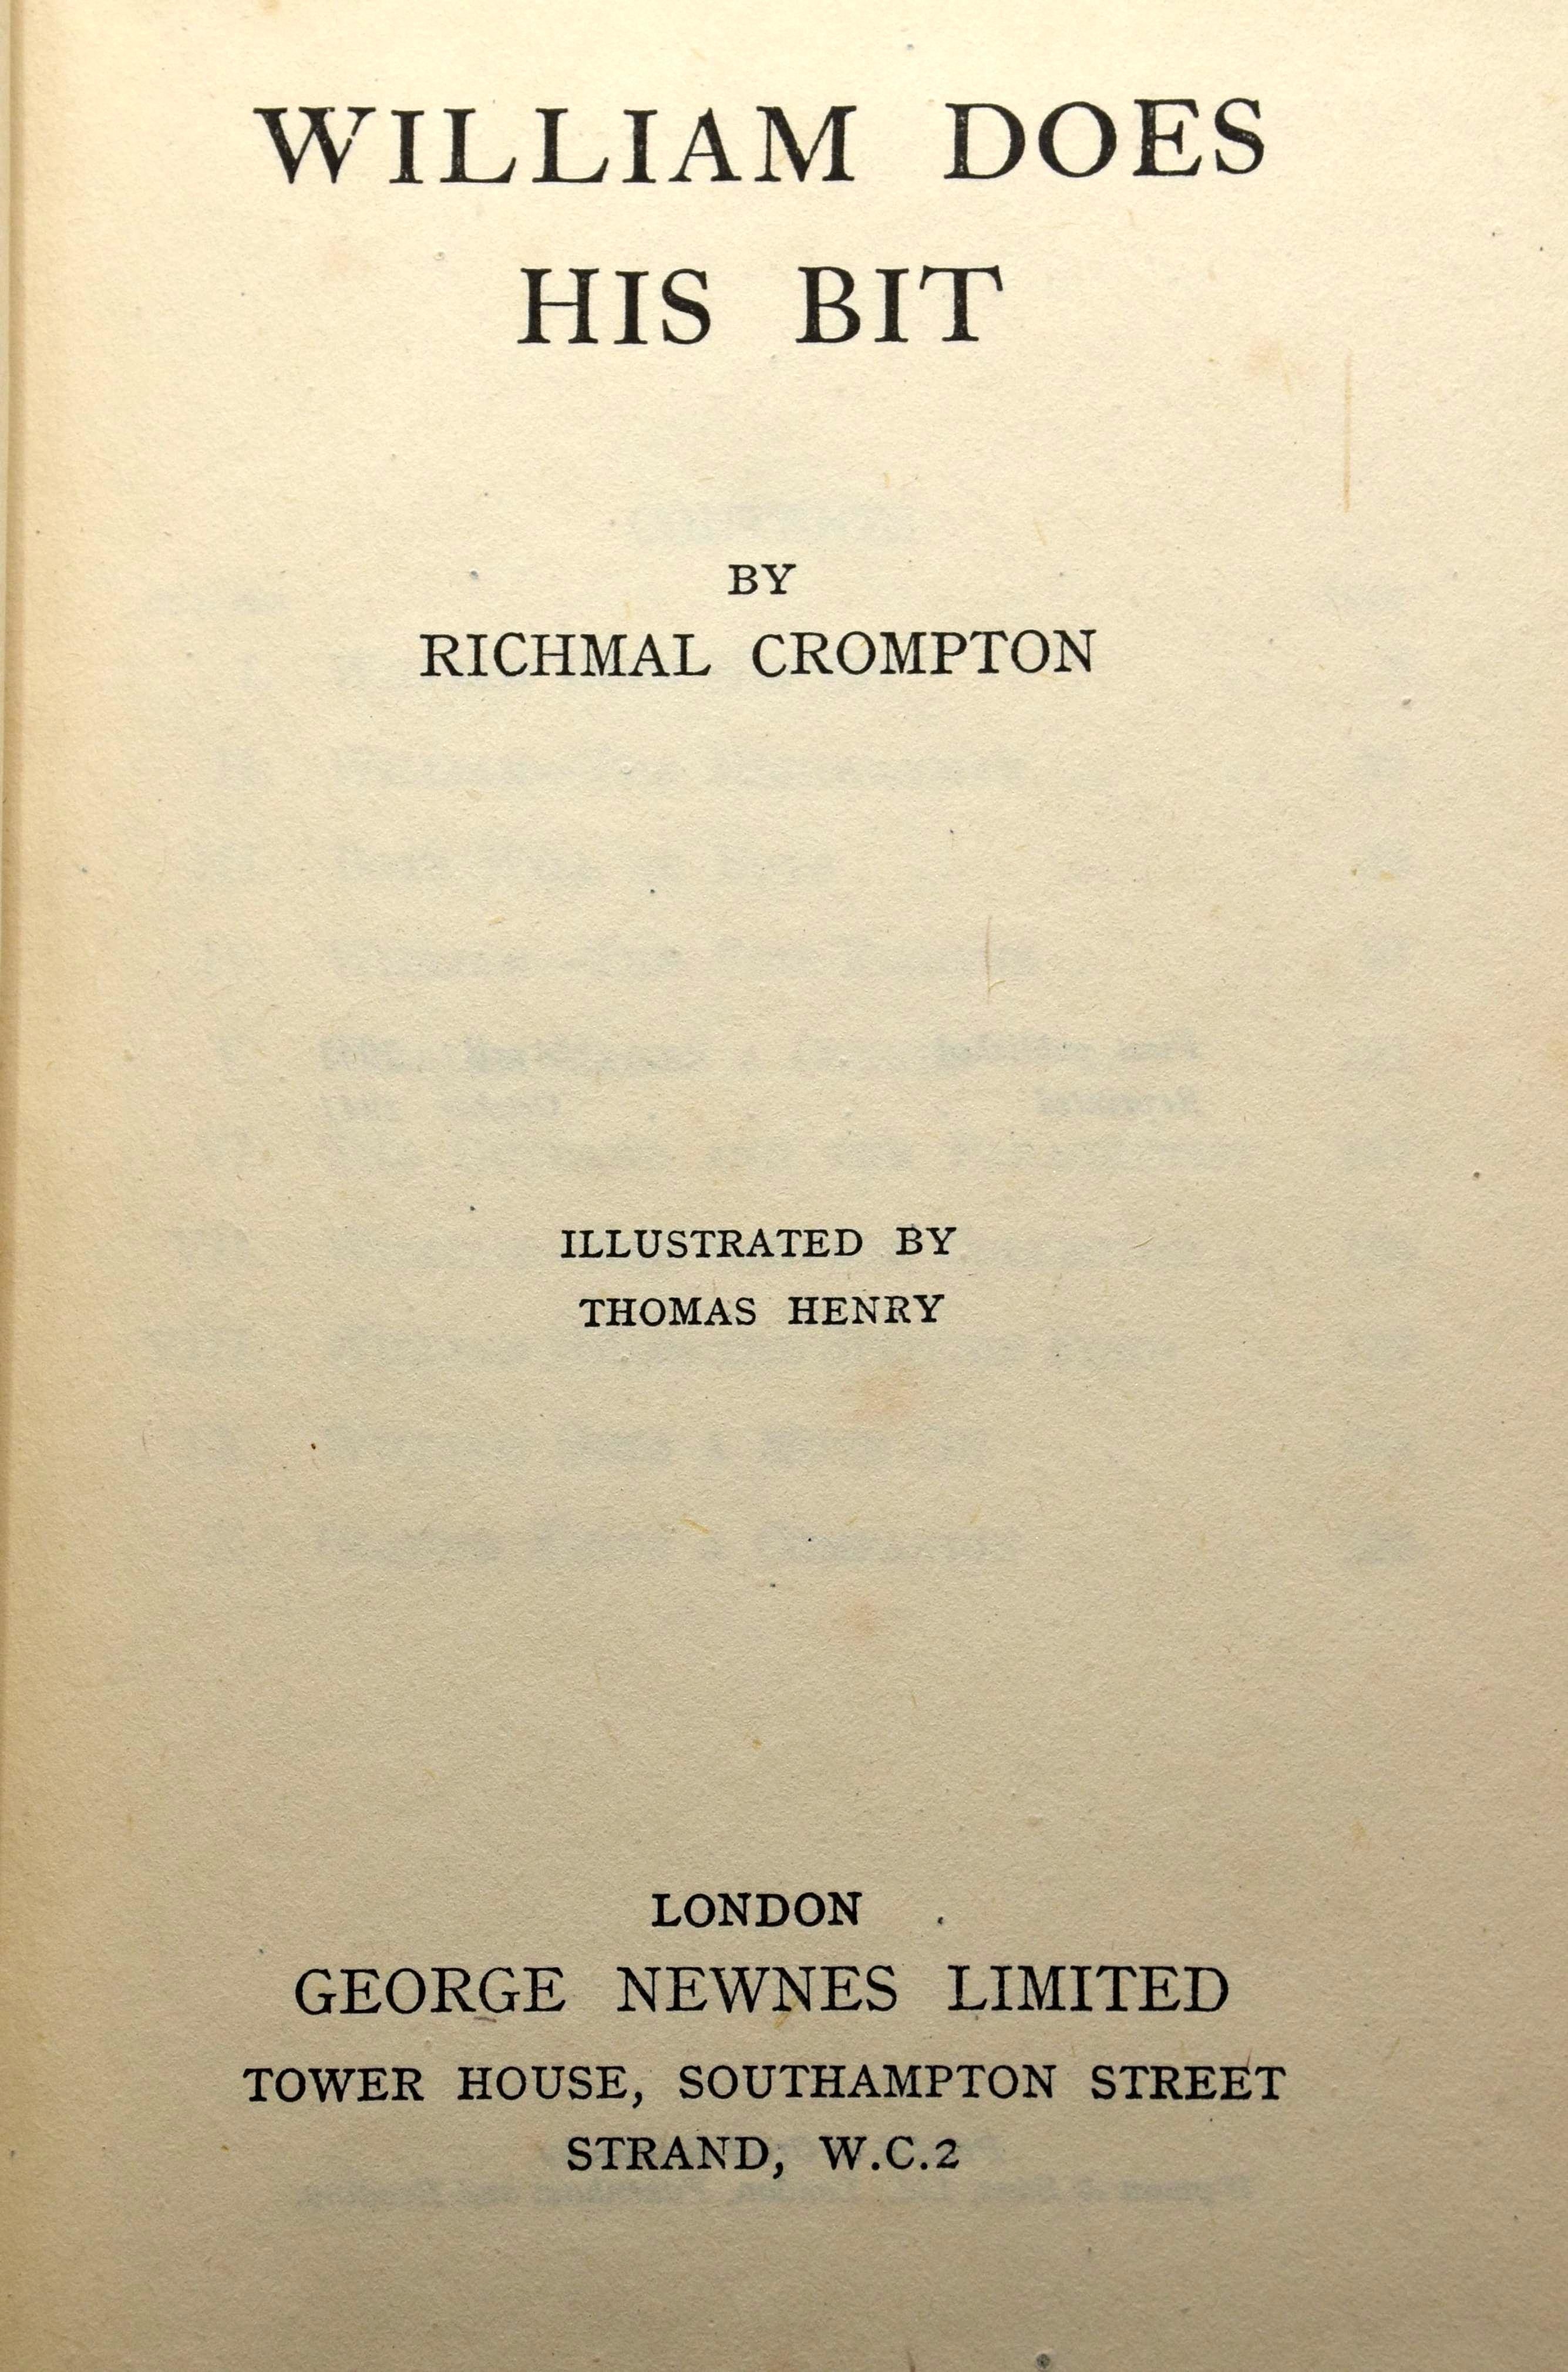 WILLIAM DOES
HIS BIT
BY
RICHMAL CROMPTON
ILLUSTRATED BY
THOMAS HENRY
LONDON
GEORGE NEWNES LIMITED
TOWER HOUSE, SOUTHAMPTON STREET
STRAND, W.C.2